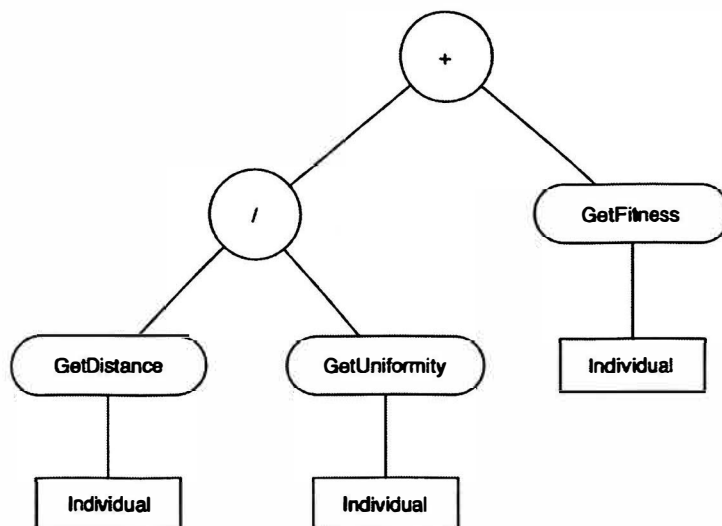 +
/
GetFitness
GetDistance
GetUniformity
Individual
Individual
Individual